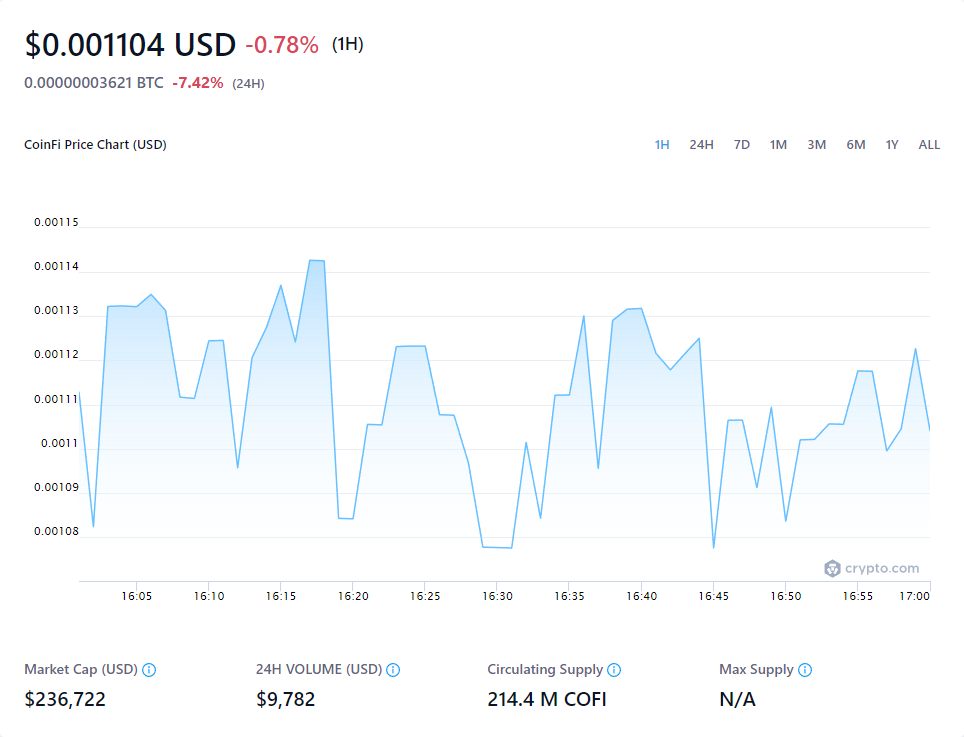 $0.001104 USD -0.78% (1H)
0.00000003621 BTC -7.42% (24H)
CoinFi Price Chart (USD)
1H 24H 7D 1M 3M 6M 1Y ALL
0.00115
0.00114
0.00113
0.00112
0.00111
0.0011
0.00109
0.00108
crypto.com
16:05 16:10 16:15 16:20 16:25 16:30 16:35 16:40 16:45 16:50 16:55 17:00
Market Cap (USD) 24H VOLUME (USD) Circulating Supply Max Supply
$236,722 $9,782 214.4 M COFI N/A